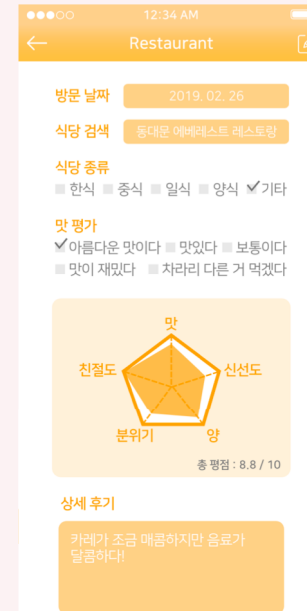 12:34 AM
Restaurant
방문 날짜 2019. 02. 26
식당 검색 동대문 에베레스트 레스토랑
식당 종류
한식 중식 일식 양식 기타
맛 평가
아름다운 맛이다 맛있다 보통이다
맛이 재밌다 차라리 다른 거 먹겠다
맛
친절도 신선도
분위기 양
총 평점 : 8.8 / 10
상세 후기
카레가 조금 매콤하지만 음료가
달콤하다!